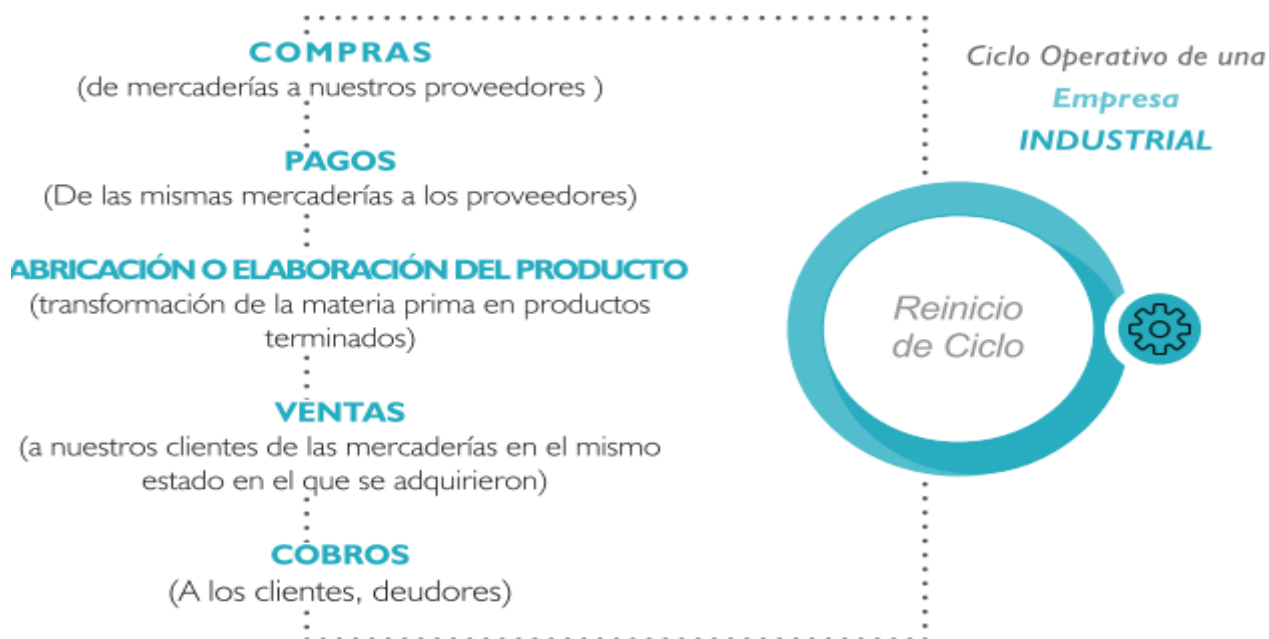 COMPRAS
(de mercaderías a nuestros proveedores )
PAGOS
(De las mismas mercaderías a los proveedores)
ABRICACIÓN O ELABORACIÓN DEL PRODUCTO
(transformación de la materia prima en productos
terminados)
VENTAS
(a nuestros clientes de las mercaderías en el mismo
estado en el que se adquirieron)
COBROS
(A los clientes, deudores)
Ciclo Operativo de una
Empresa
INDUSTRIAL
Reinicio
de Ciclo